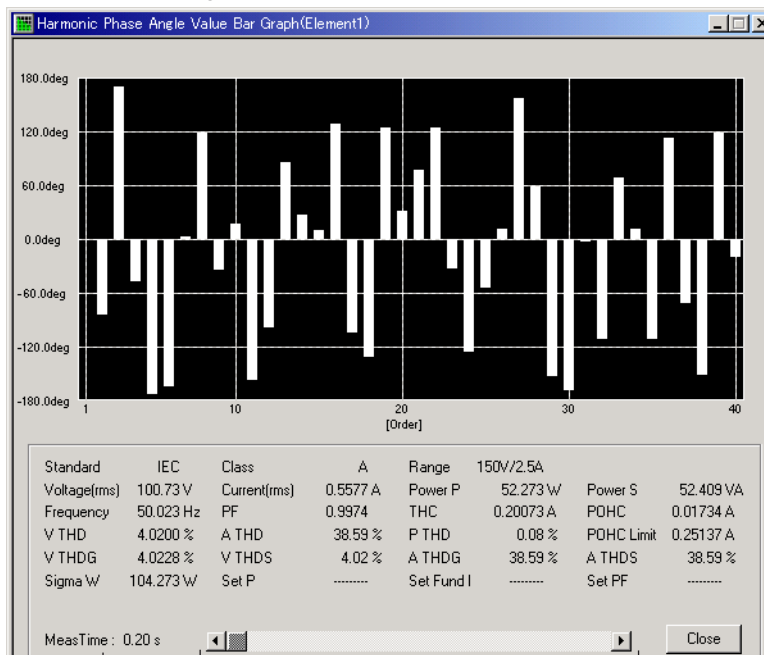 Harmonic Phase Angle Value Bar Graph(Element1)
180.0deg
120.0deg
60.0deg
0.0deg
-60.0deg
-120.0deg
-180.0deg
1 10 20 30 40
[Order]
Standard IEC Class A Range 150V/2.5A
Voltage(rms) 100.73 V Current(rms) 0.5577 A Power P 52.273 W Power S 52.409 VA
Frequency 50.023 Hz PF 0.9974 THC 0.20073 A POHC 0.01734 A
V THD 4.0200 % A THD 38.59 % P THD 0.08 % POHC Limit 0.25137 A
V THDG 4.0228 % V THDS 4.02 % A THDG 38.59 % A THDS 38.59 %
Sigma W 104.273 W Set P -------- Set Fund I -------- Set PF --------
MeasTime : 0.20 s Close